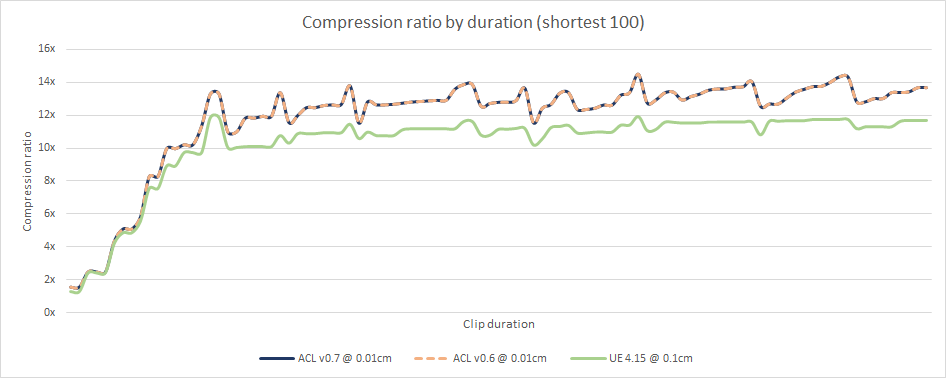 Compression ratio by duration (shortest 100)
16x
14x
12x
10x
8x
6x
4x
2x
0x
Compression ratio
Clip duration
ACL v0.7 @ 0.01cm
ACL v0.6 @ 0.01cm
UE 4.15 @ 0.1cm